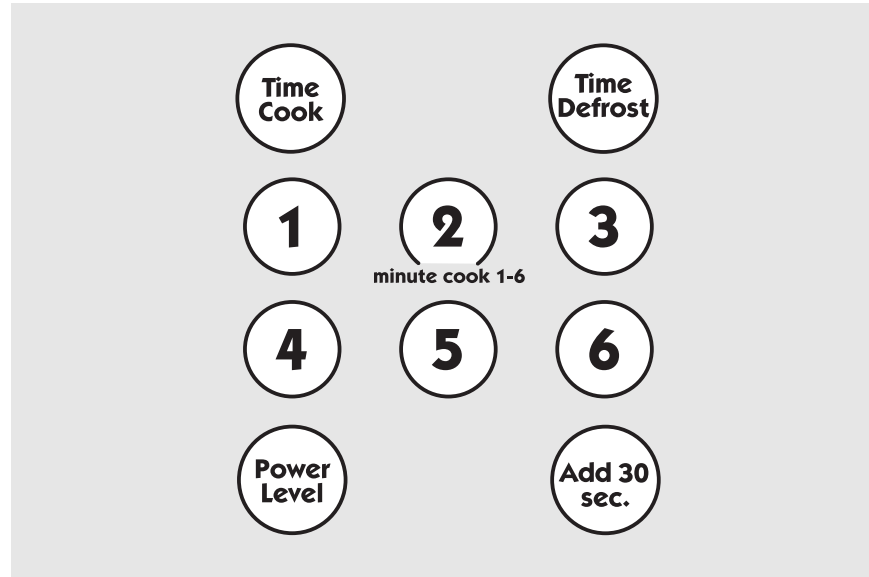 Time
Cook
Time
Defrost
1
2
3
minute cook 1-6
4
5
6
Power
Level
Add 30
sec.